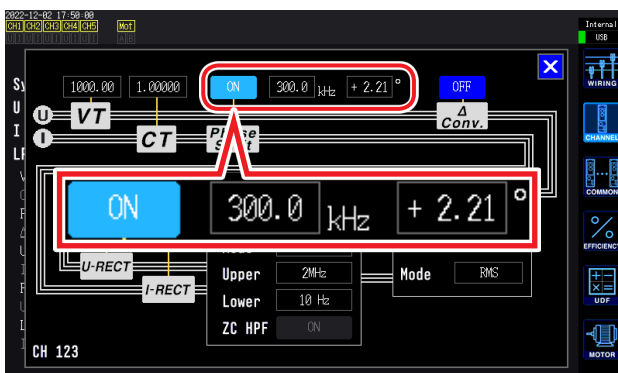 2022-12-02 17:50:00
CH1 CH2 CH3 CH4 CH5 Mot
U I U I U I U I U I A B
Internal
USB
1000.00 1.00000 ON 300.0 kHz + 2.21 ° OFF
U VT
Δ
Conv.
I CT
ON 300.0 kHz + 2.21 °
U-RECT
I-RECT
Upper 2MHz
Mode RMS
Lower 10 Hz
ZC HPF ON
CH 123
WIRING
CHANNEL
COMMON
EFFICIENCY
UDF
MOTOR